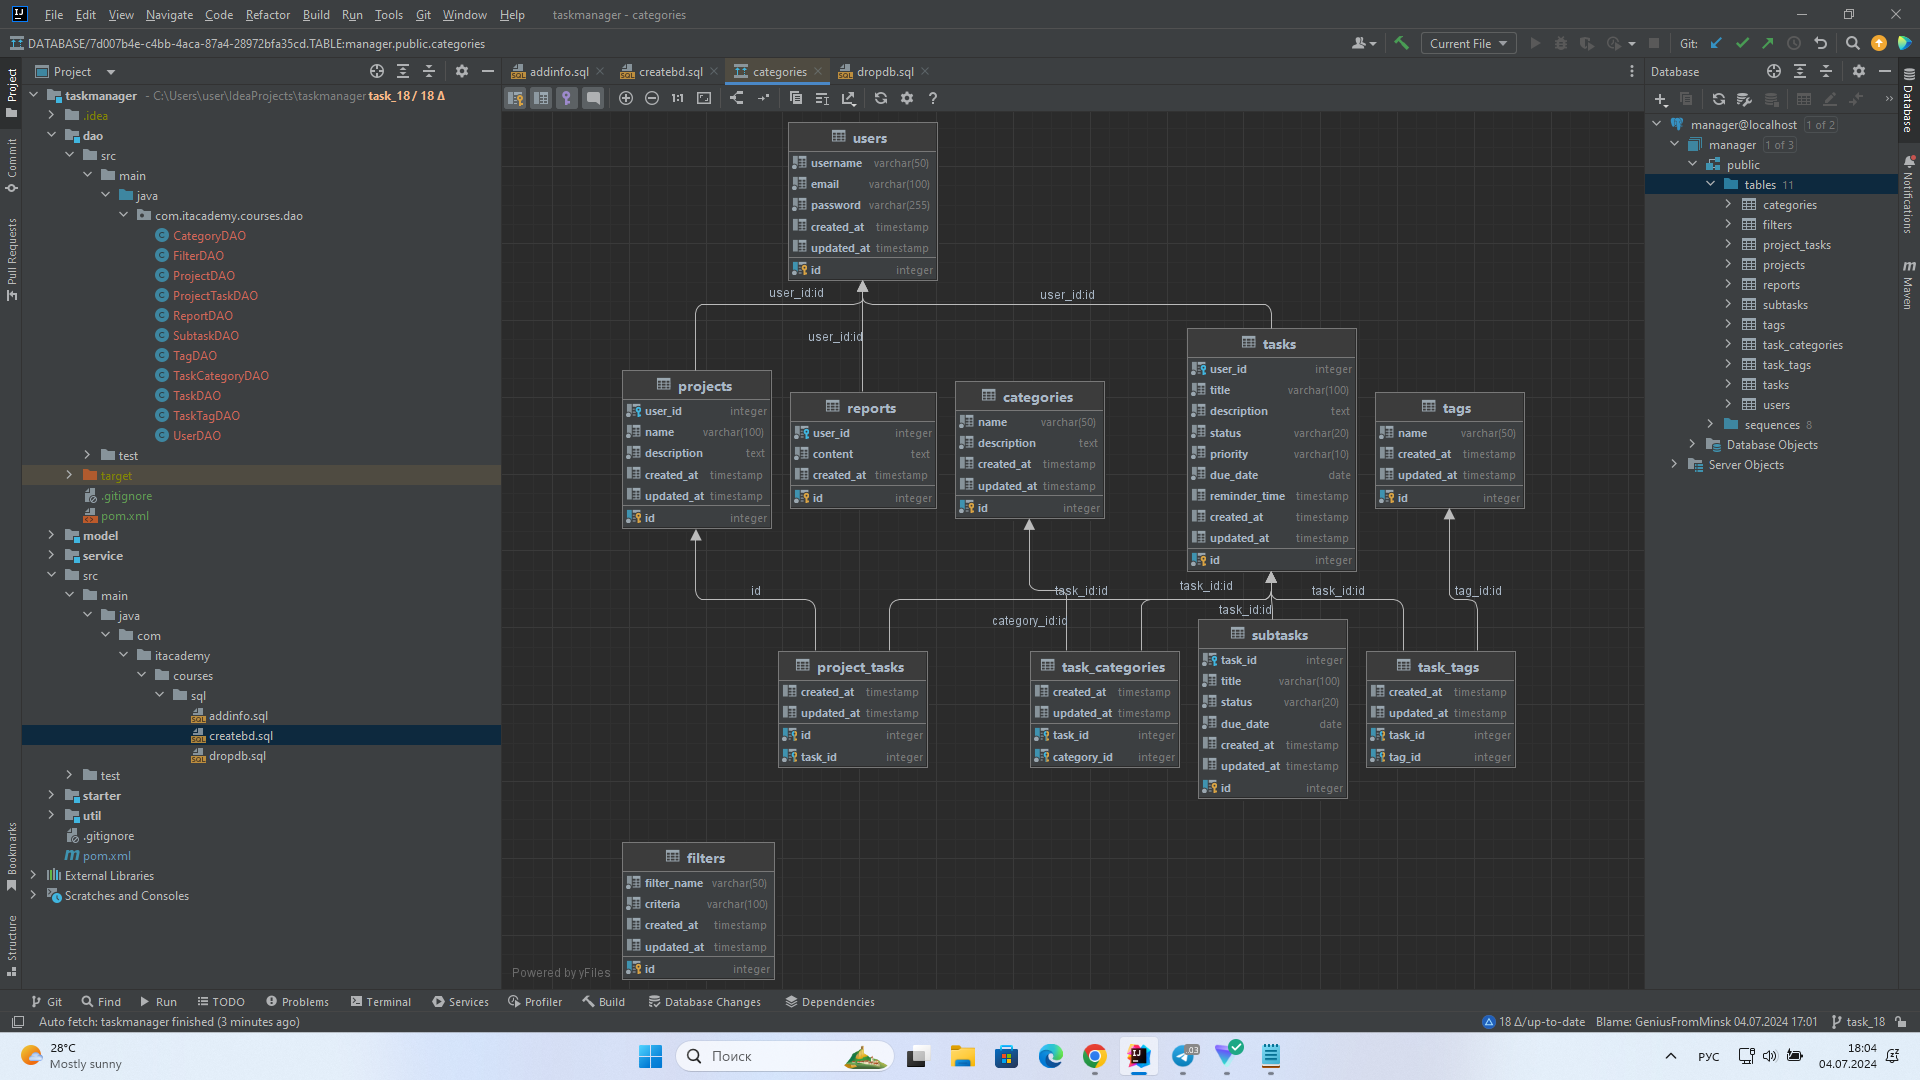 File Edit View Navigate Code Refactor Build Run Tools Git Window Help taskmanager - categories
DATABASE/7d007b4e-c4bb-4aca-87a4-28972bfa35cd.TABLE:manager.public.categories
Current File
Git:
Project
addinfo.sql
createbd.sql
categories
dropdb.sql
Database
1:1
?
taskmanager - C:\Users\user\IdeaProjects\taskmanager task_18 / 18 Δ
.idea
dao
src
main
java
com.itacademy.courses.dao
CategoryDAO
FilterDAO
ProjectDAO
ProjectTaskDAO
ReportDAO
SubtaskDAO
TagDAO
TaskCategoryDAO
TaskDAO
TaskTagDAO
UserDAO
test
target
.gitignore
pom.xml
model
service
src
main
java
com
itacademy
courses
sql
addinfo.sql
createbd.sql
dropdb.sql
test
starter
util
.gitignore
pom.xml
External Libraries
Scratches and Consoles
Project
Commit
Pull Requests
Bookmarks
Structure
users
username varchar(50)
email varchar(100)
password varchar(255)
created_at timestamp
updated_at timestamp
id integer
user_id:id
user_id:id
user_id:id
projects
user_id integer
name varchar(100)
description text
created_at timestamp
updated_at timestamp
id integer
reports
user_id integer
content text
created_at timestamp
id integer
categories
name varchar(50)
description text
created_at timestamp
updated_at timestamp
id integer
tasks
user_id integer
title varchar(100)
description text
status varchar(20)
priority varchar(10)
due_date date
reminder_time timestamp
created_at timestamp
updated_at timestamp
id integer
tags
name varchar(50)
created_at timestamp
updated_at timestamp
id integer
id
task_id:id
task_id:id
task_id:id
task_id:id
tag_id:id
category_id:id
project_tasks
created_at timestamp
updated_at timestamp
id integer
task_id integer
task_categories
created_at timestamp
updated_at timestamp
task_id integer
category_id integer
subtasks
task_id integer
title varchar(100)
status varchar(20)
due_date date
created_at timestamp
updated_at timestamp
id integer
task_tags
created_at timestamp
updated_at timestamp
task_id integer
tag_id integer
filters
filter_name varchar(50)
criteria varchar(100)
created_at timestamp
updated_at timestamp
id integer
Powered by yFiles
manager@localhost 1 of 2
manager 1 of 3
public
tables 11
categories
filters
project_tasks
projects
reports
subtasks
tags
task_categories
task_tags
tasks
users
sequences 8
Database Objects
Server Objects
Database
Notifications
m Maven
Git Find Run TODO Problems Terminal Services Profiler Build Database Changes Dependencies
Auto fetch: taskmanager finished (3 minutes ago)
18 Δ/up-to-date Blame: GeniusFromMinsk 04.07.2024 17:01 task_18
28°C
Mostly sunny
Поиск
03
РУС
18:04
04.07.2024